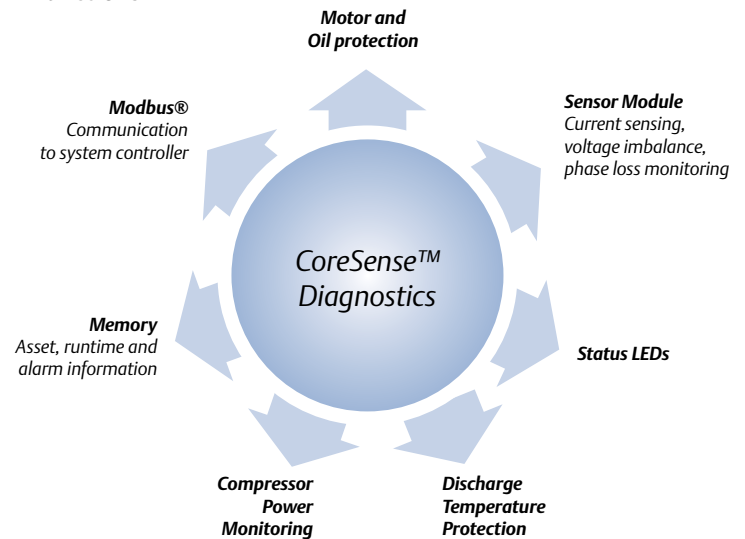 Motor and
Oil protection
Modbus®
Communication
to system controller
Sensor Module
Current sensing,
voltage imbalance,
phase loss monitoring
CoreSense™
Diagnostics
Memory
Asset, runtime and
alarm information
Status LEDs
Compressor
Power
Monitoring
Discharge
Temperature
Protection